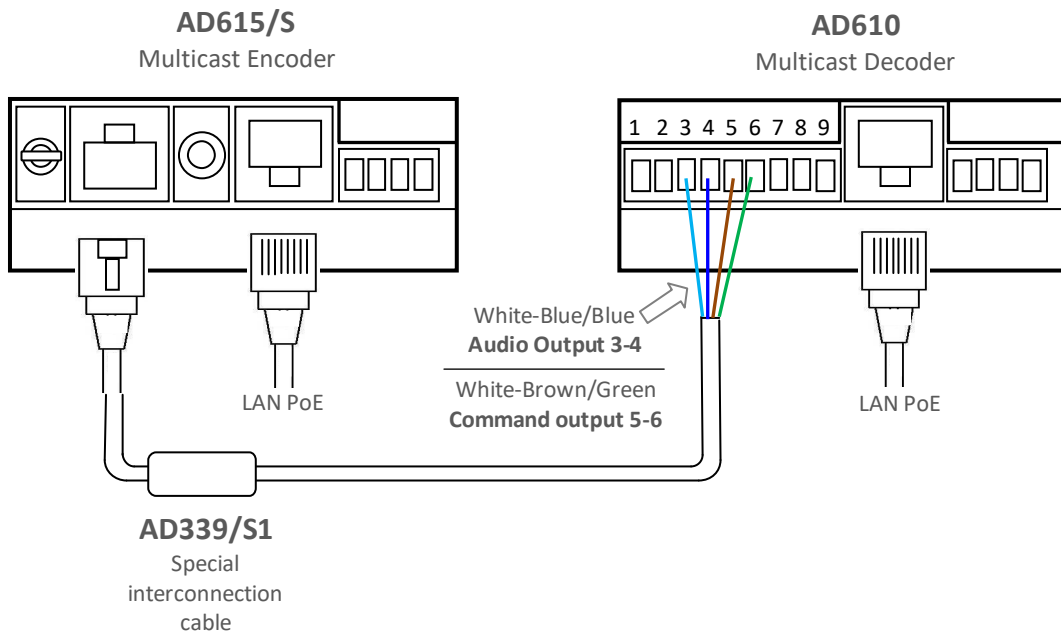 AD615/S
Multicast Encoder
AD610
Multicast Decoder
1 2 3 4 5 6 7 8 9
White-Blue/Blue
Audio Output 3-4
White-Brown/Green
Command output 5-6
LAN PoE
LAN PoE
AD339/S1
Special
interconnection
cable